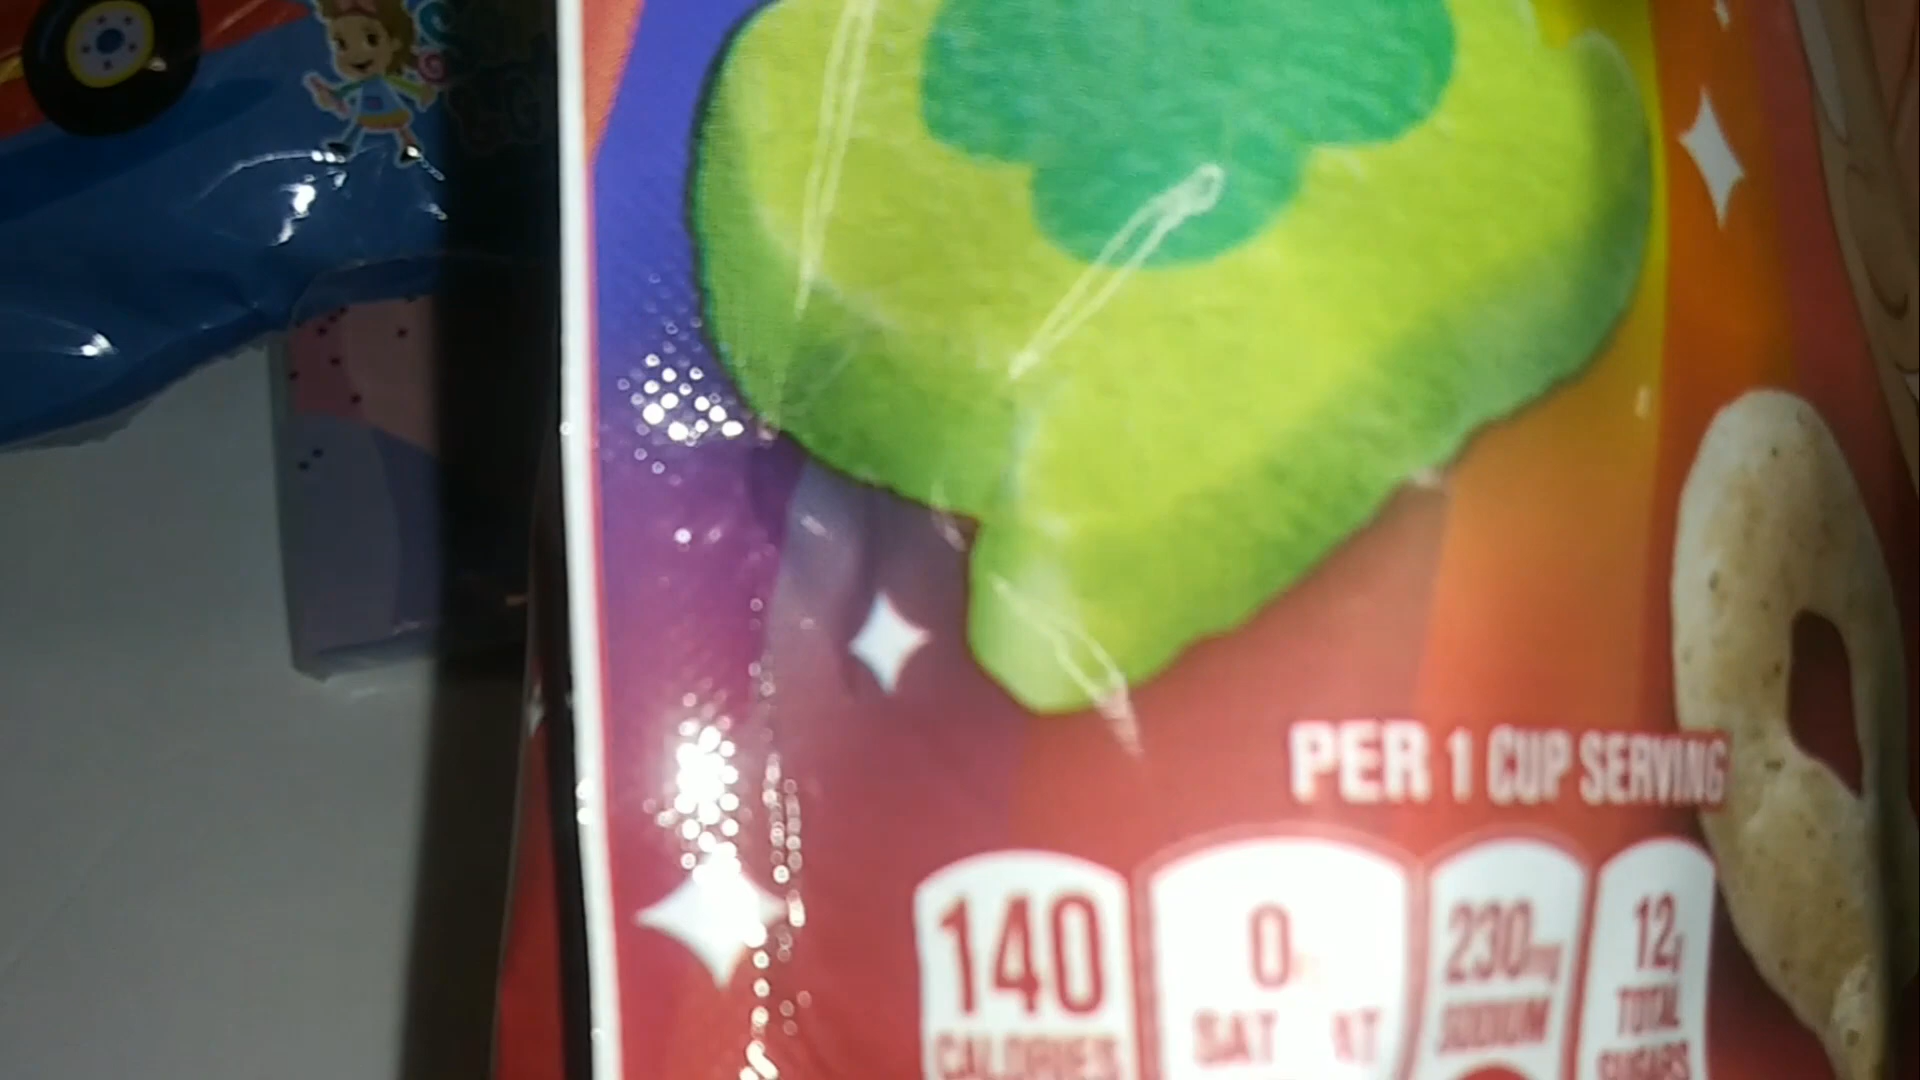 PER 1 CUP SERVING
140 0 230mg 12g
CALORIES SAT SODIUM TOTAL
SUGARS